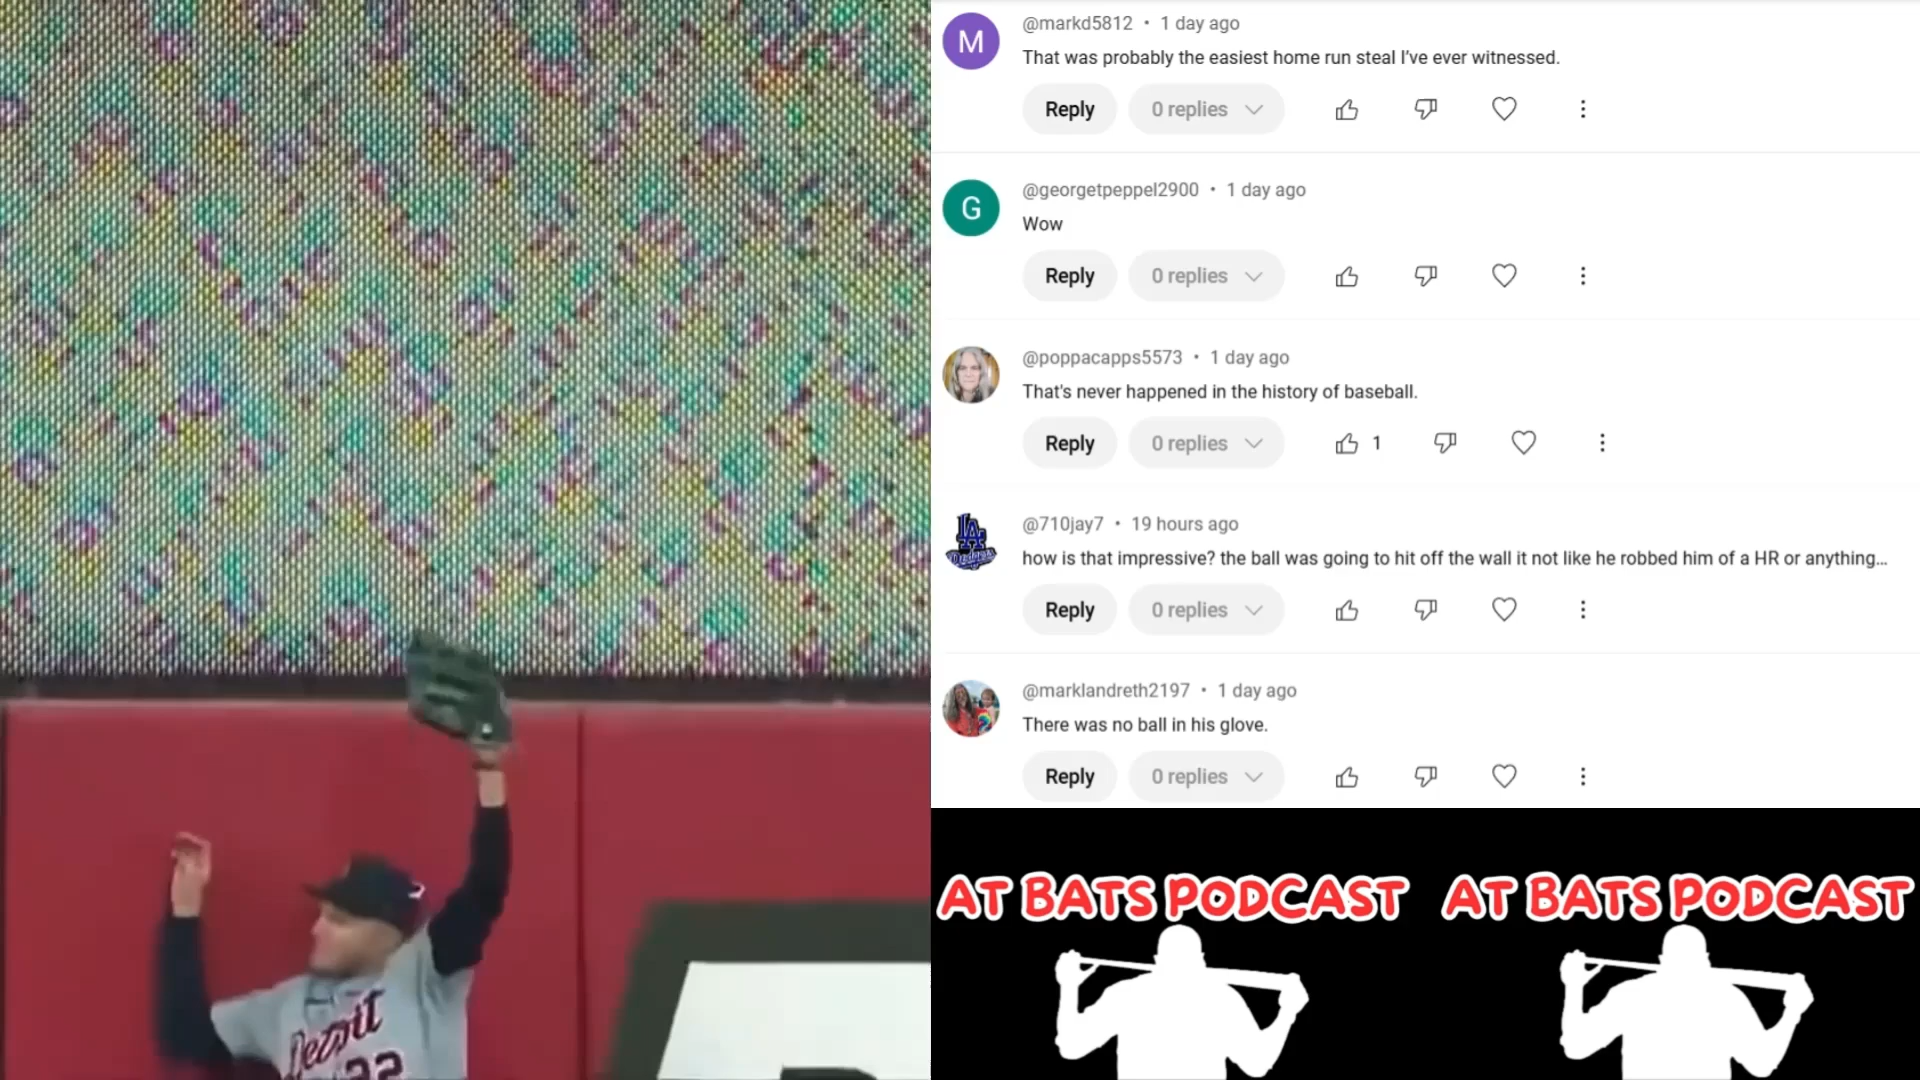 Detroit
22
M
@markd5812 • 1 day ago
That was probably the easiest home run steal I've ever witnessed.
Reply 0 replies
G
@georgetpeppel2900 • 1 day ago
Wow
Reply 0 replies
@poppacapps5573 • 1 day ago
That's never happened in the history of baseball.
Reply 0 replies 1
LA
Dodgers
@710jay7 • 19 hours ago
how is that impressive? the ball was going to hit off the wall it not like he robbed him of a HR or anything...
Reply 0 replies
@marklandreth2197 • 1 day ago
There was no ball in his glove.
Reply 0 replies
AT BATS PODCAST AT BATS PODCAST